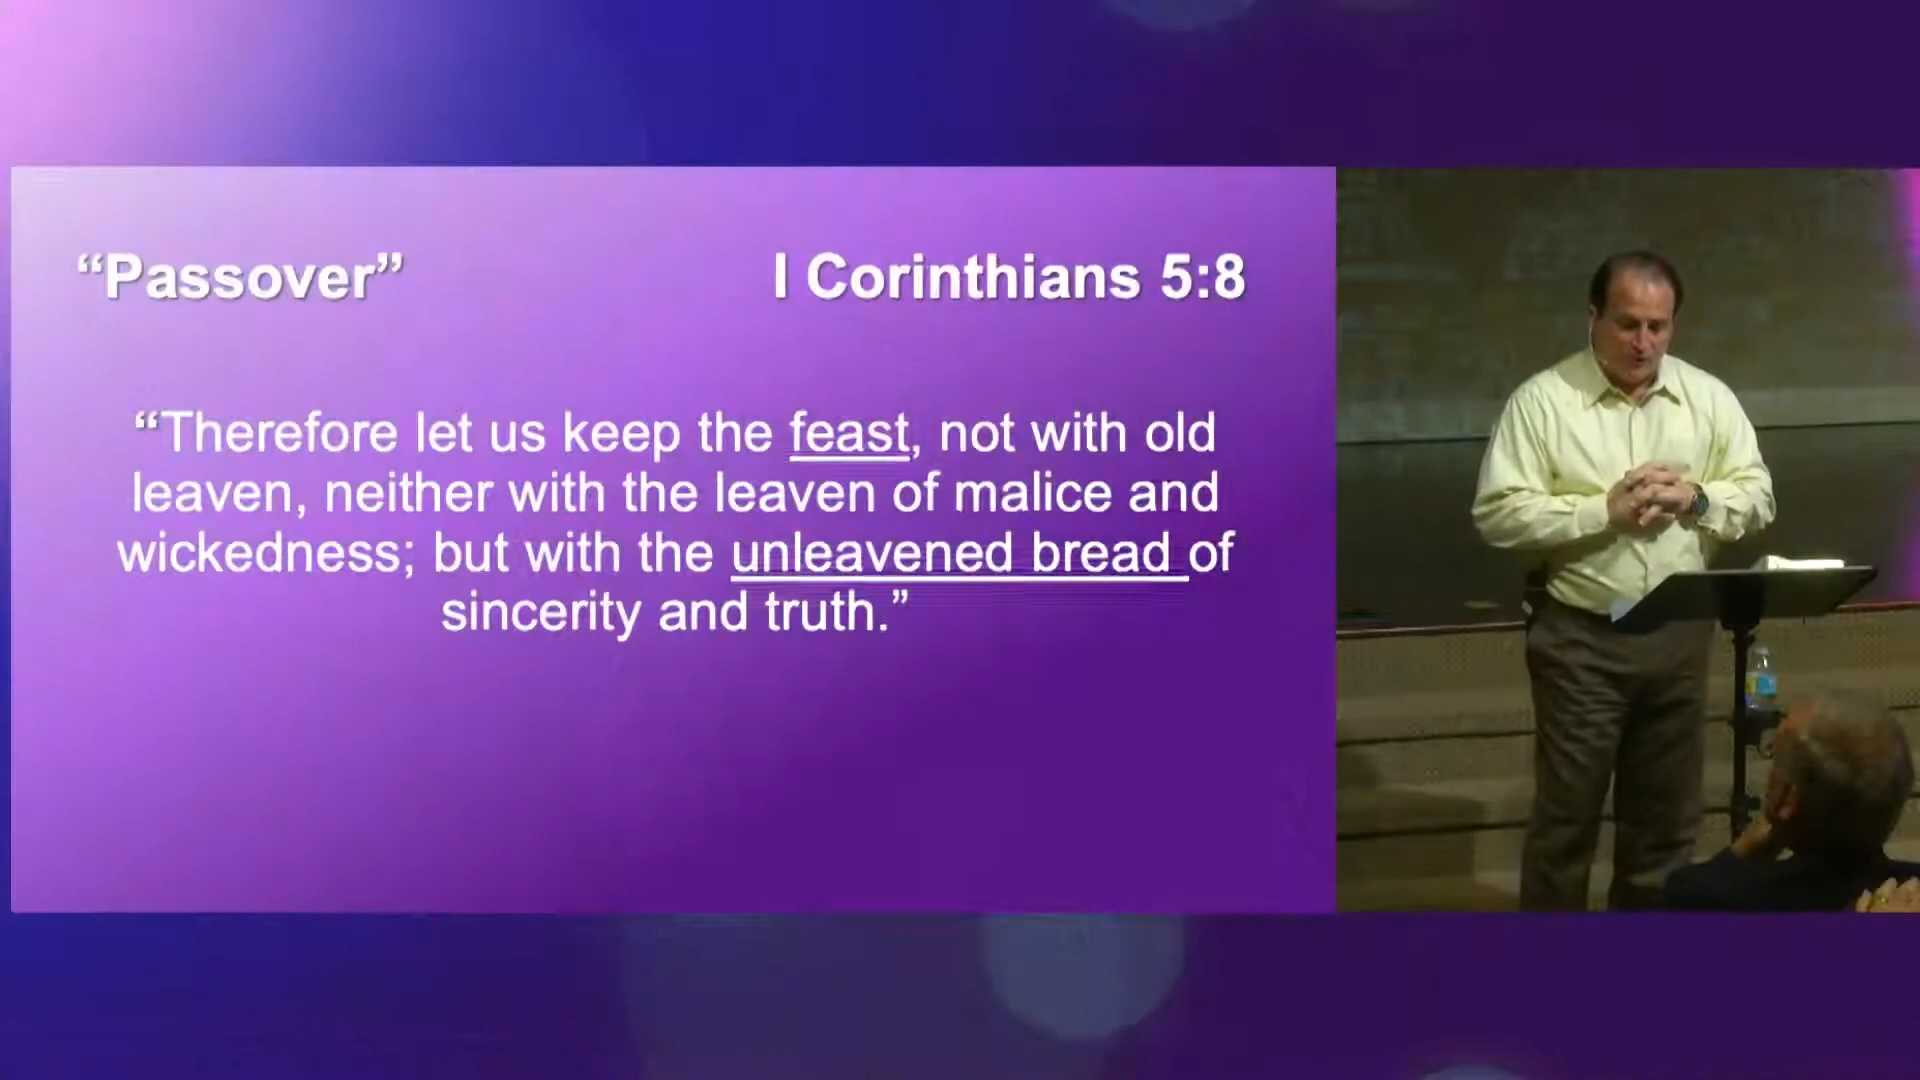 “Passover” I Corinthians 5:8
“Therefore let us keep the feast, not with old
leaven, neither with the leaven of malice and
wickedness; but with the unleavened bread of
sincerity and truth.”